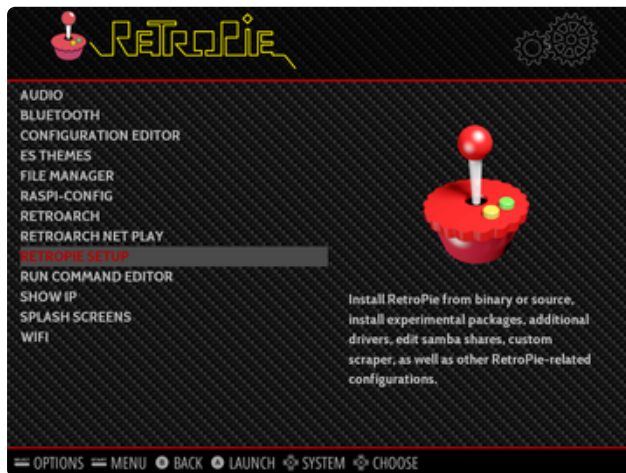 RETROPIE
AUDIO
BLUETOOTH
CONFIGURATION EDITOR
ES THEMES
FILE MANAGER
RASPI-CONFIG
RETROARCH
RETROARCH NET PLAY
RETROPIE SETUP
RUN COMMAND EDITOR
SHOW IP
SPLASH SCREENS
WIFI
Install RetroPie from binary or source,
install experimental packages, additional
drivers, edit samba shares, custom
scraper, as well as other RetroPie-related
configurations.
OPTIONS MENU BACK LAUNCH SYSTEM CHOOSE